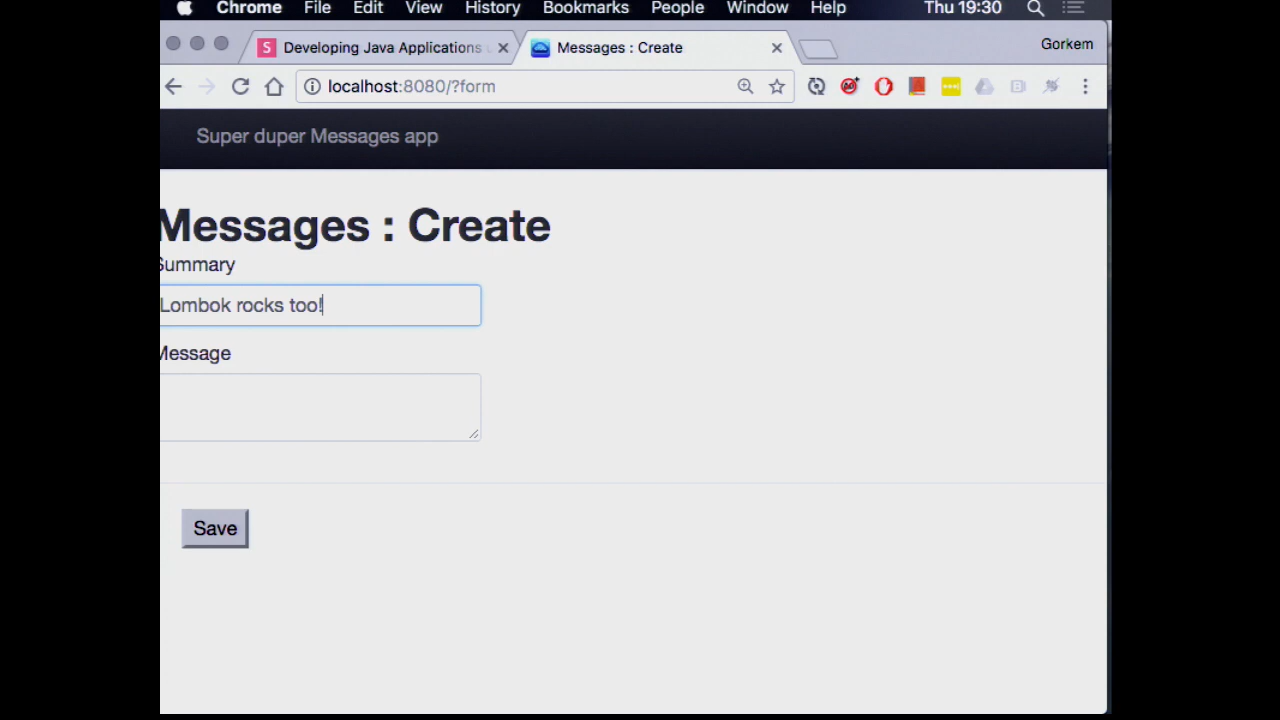 Chrome File Edit View History Bookmarks People Window Help Thu 19:30
Developing Java Applications Messages : Create Gorkem
localhost:8080/?form
Super duper Messages app
Messages : Create
Summary
Lombok rocks too!
Message
Save